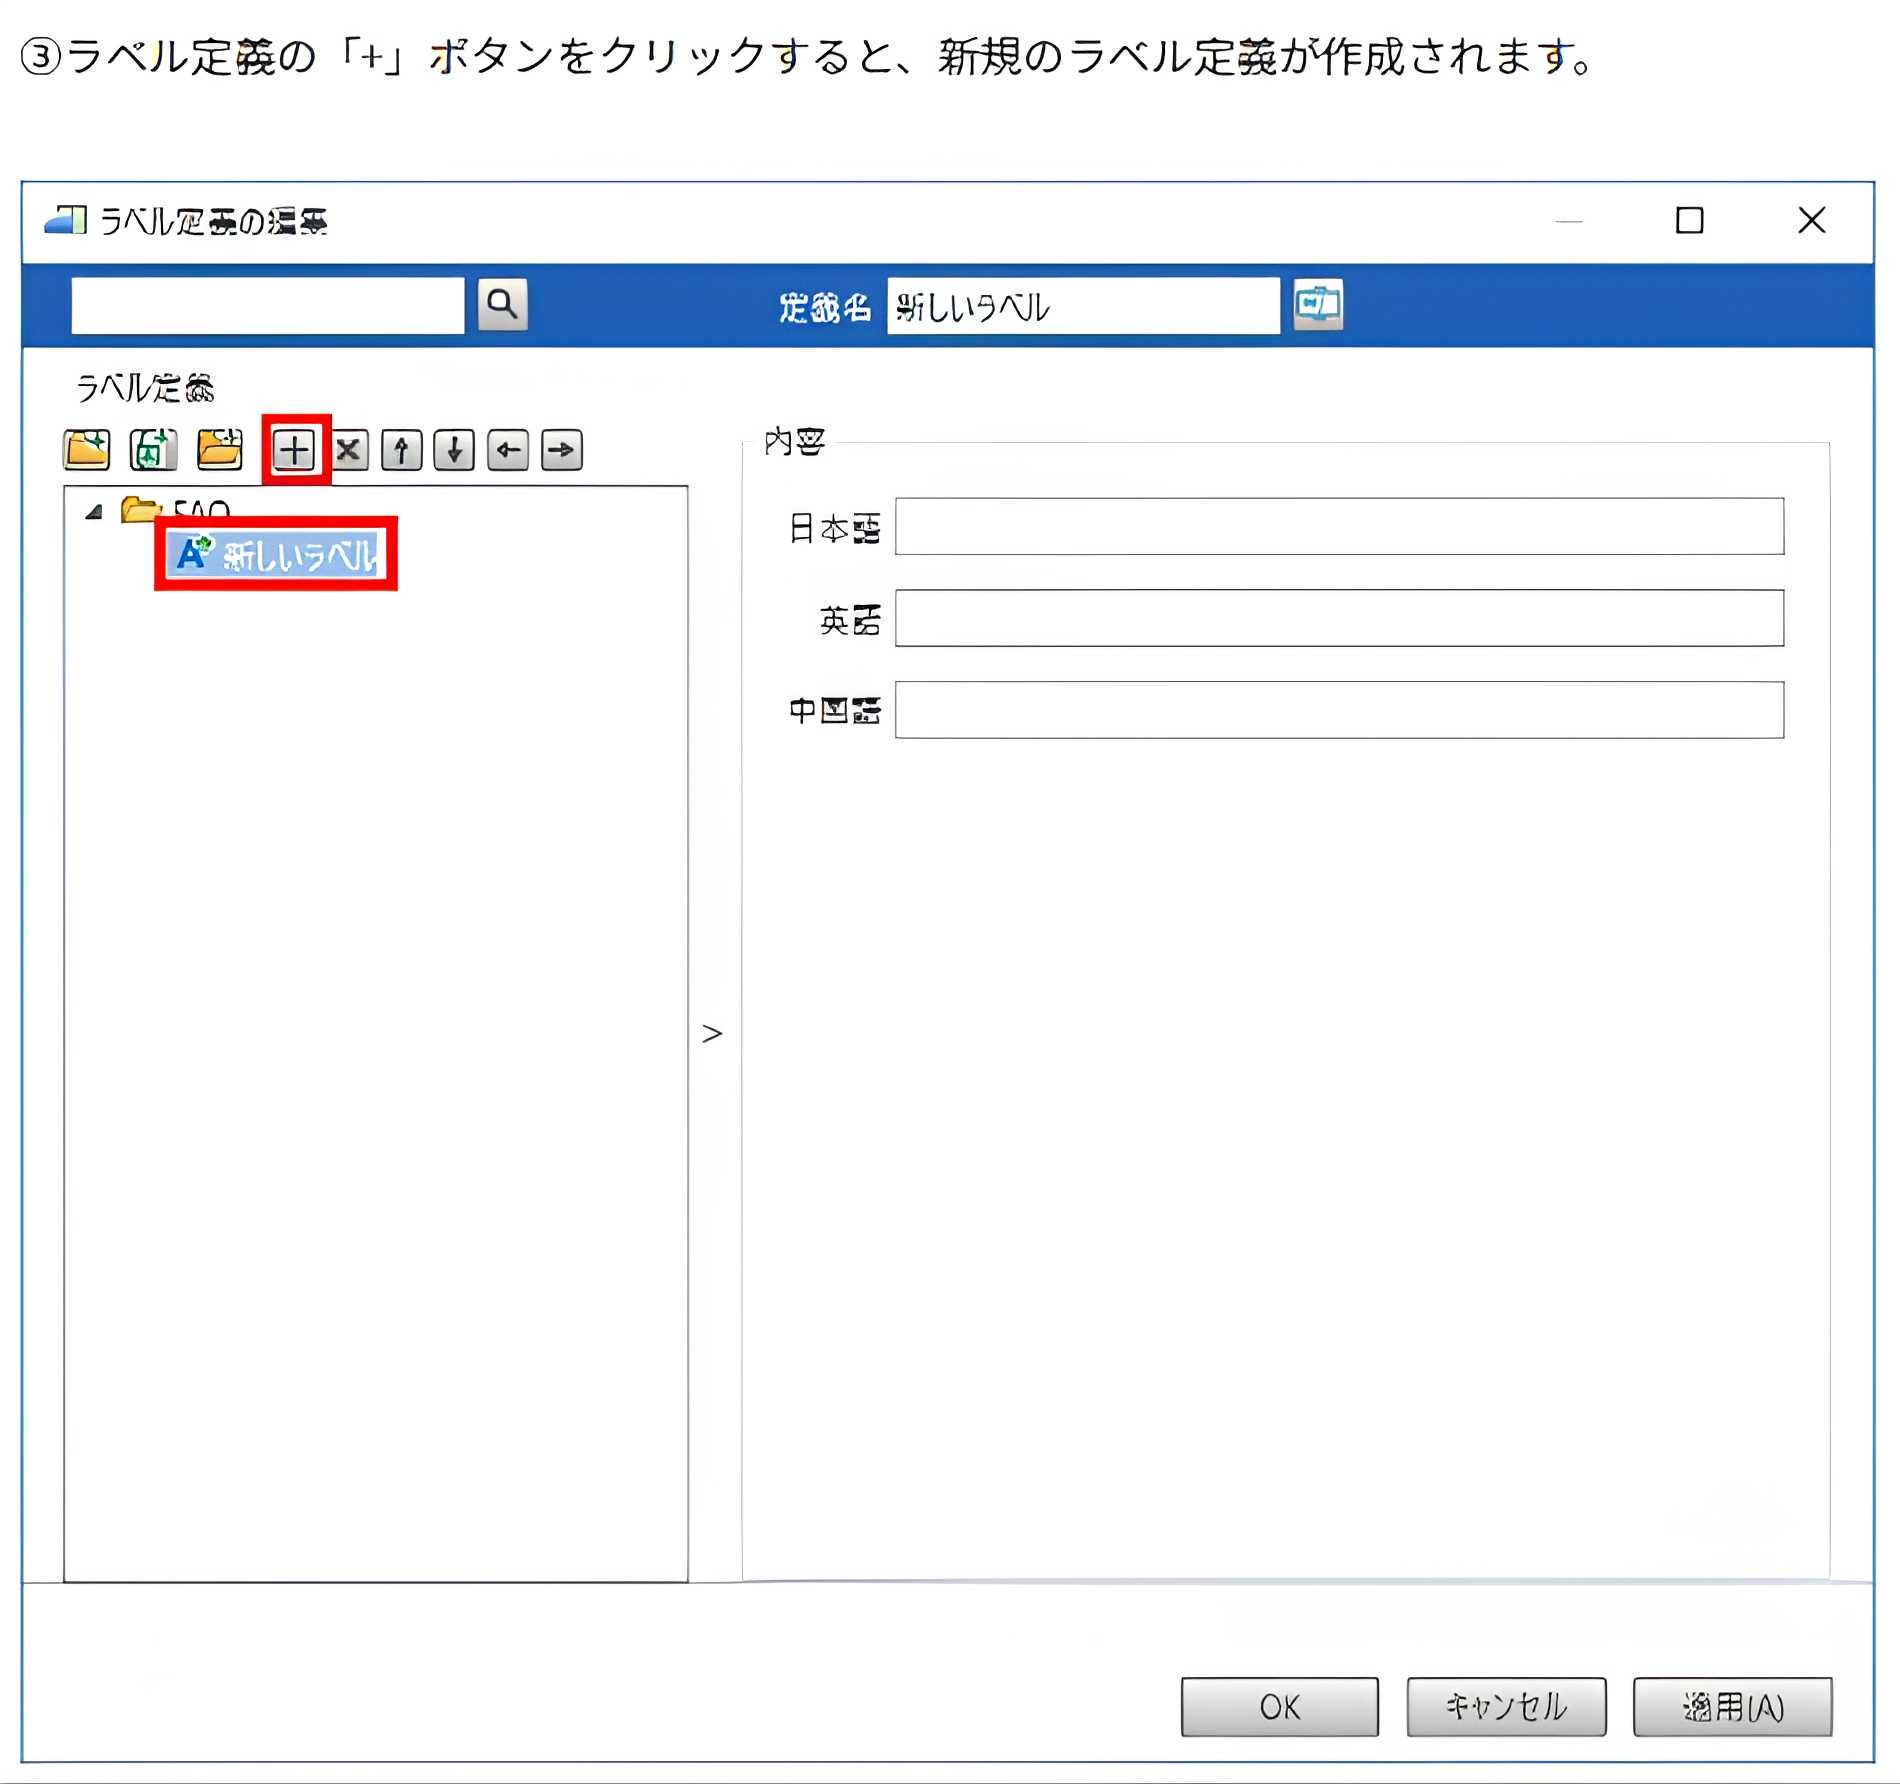 ③ラベル定義の「+」ボタンをクリックすると、新規のラベル定義が作成されます。
ラベル定義の編集
定義名 新しいラベル
ラベル定義
内容
FAQ
新しいラベル
日本語
英語
中国語
>
OK キャンセル 適用(A)